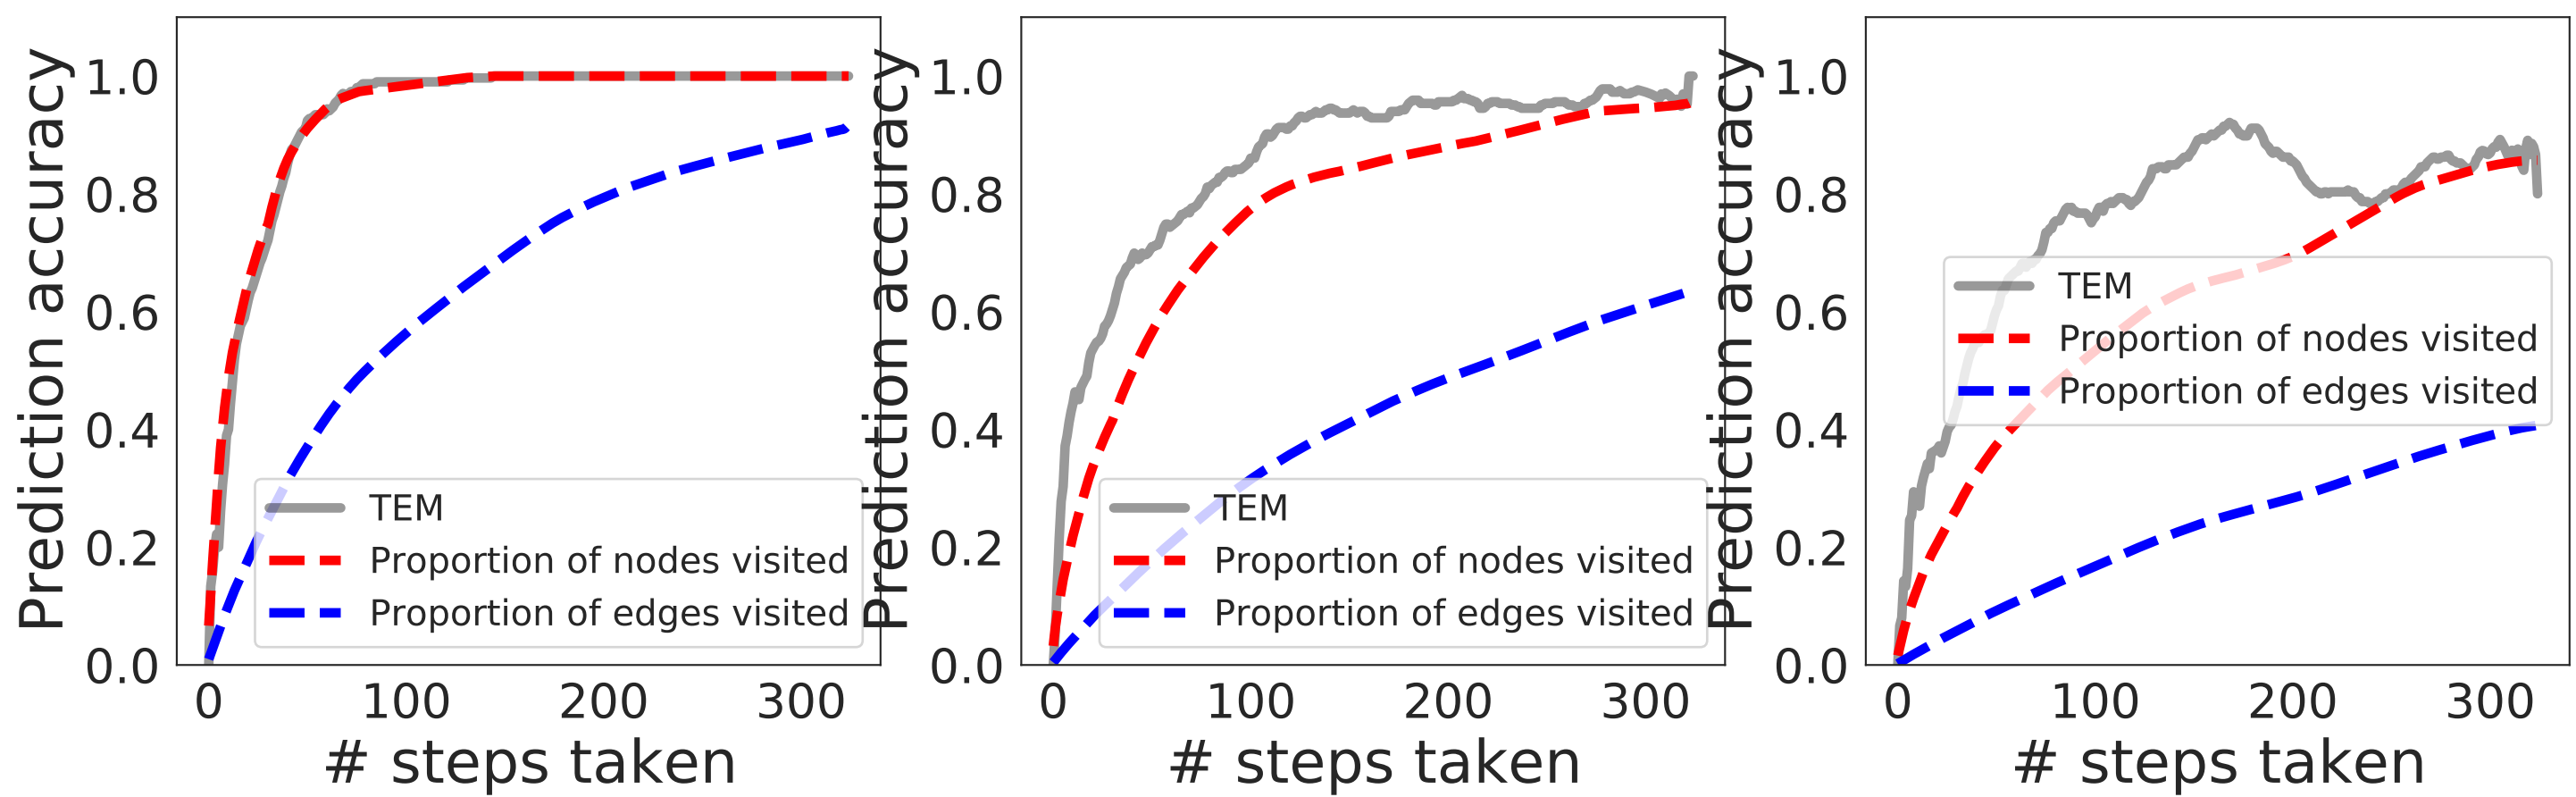 Prediction accuracy
1.0
0.8
0.6
0.4
0.2
0.0
TEM
Proportion of nodes visited
Proportion of edges visited
0 100 200 300
# steps taken
Prediction accuracy
1.0
0.8
0.6
0.4
0.2
0.0
TEM
Proportion of nodes visited
Proportion of edges visited
0 100 200 300
# steps taken
Prediction accuracy
1.0
0.8
0.6
0.4
0.2
0.0
TEM
Proportion of nodes visited
Proportion of edges visited
0 100 200 300
# steps taken